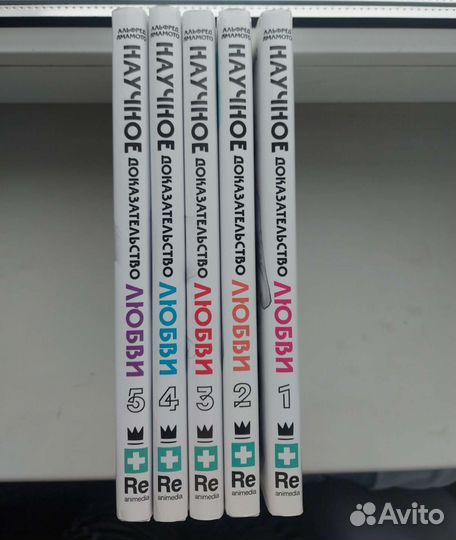 АЛЬФРЕД ЯМАМОТО
НАУЧНОЕ ДОКАЗАТЕЛЬСТВО ЛЮБВИ 5
Re
animedia
АЛЬФРЕД ЯМАМОТО
НАУЧНОЕ ДОКАЗАТЕЛЬСТВО ЛЮБВИ 4
Re
animedia
АЛЬФРЕД ЯМАМОТО
НАУЧНОЕ ДОКАЗАТЕЛЬСТВО ЛЮБВИ 3
Re
animedia
АЛЬФРЕД ЯМАМОТО
НАУЧНОЕ ДОКАЗАТЕЛЬСТВО ЛЮБВИ 2
Re
animedia
АЛЬФРЕД ЯМАМОТО
НАУЧНОЕ ДОКАЗАТЕЛЬСТВО ЛЮБВИ 1
Re
animedia
Avito